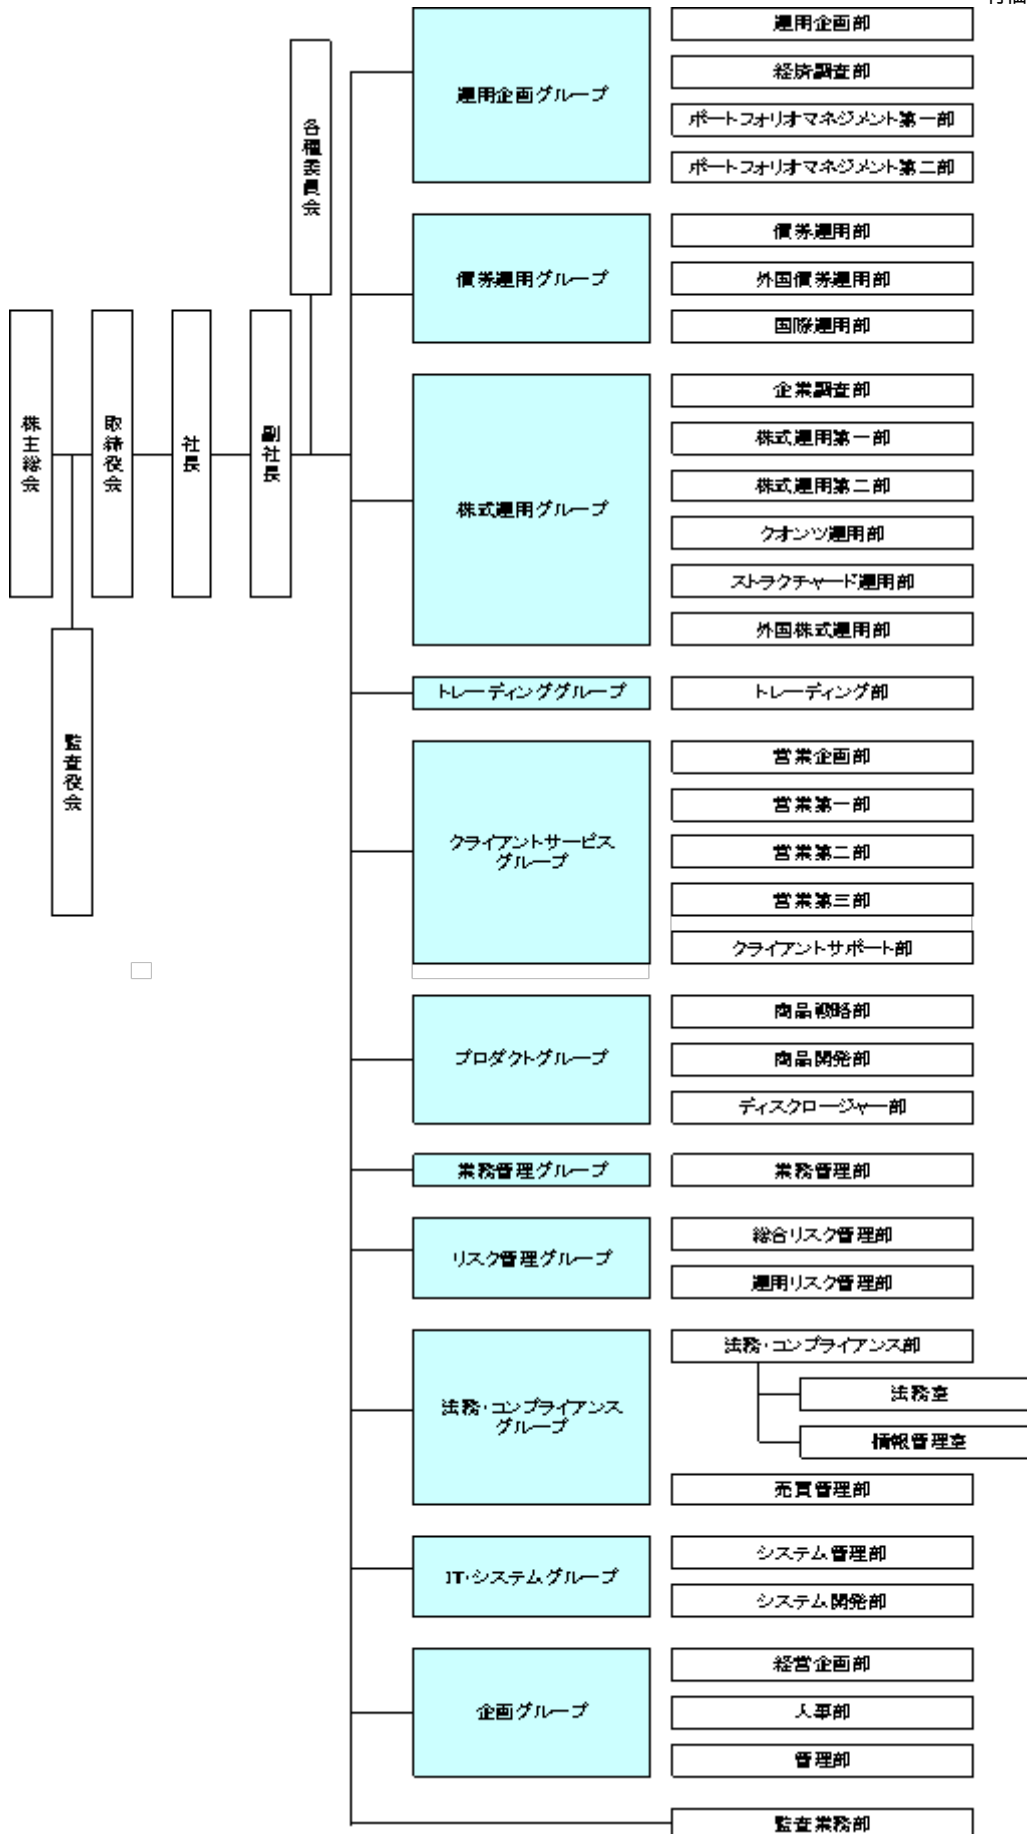 株主総会
監査役会
取締役会
社長
副社長
各種委員会
運用企画グループ
運用企画部
経済調査部
ポートフォリオマネジメント第一部
ポートフォリオマネジメント第二部
債券運用グループ
債券運用部
外国債券運用部
国際運用部
株式運用グループ
企業調査部
株式運用第一部
株式運用第二部
クオンツ運用部
ストラクチャード運用部
外国株式運用部
トレーディンググループ
トレーディング部
クライアントサービス
グループ
営業企画部
営業第一部
営業第二部
営業第三部
クライアントサポート部
プロダクトグループ
商品戦略部
商品開発部
ディスクロージャー部
業務管理グループ
業務管理部
リスク管理グループ
総合リスク管理部
運用リスク管理部
法務・コンプライアンス
グループ
法務・コンプライアンス部
法務室
情報管理室
売買管理部
IT・システムグループ
システム管理部
システム開発部
企画グループ
経営企画部
人事部
管理部
監査業務部